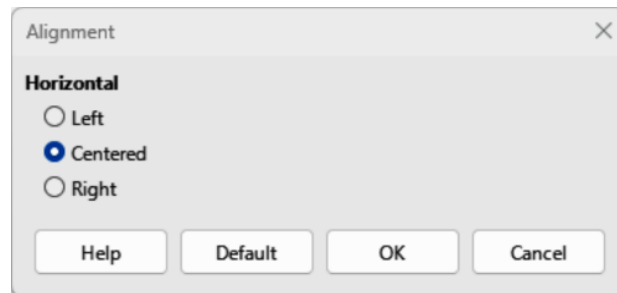 Alignment
Horizontal
Left
Centered
Right
Help Default OK Cancel